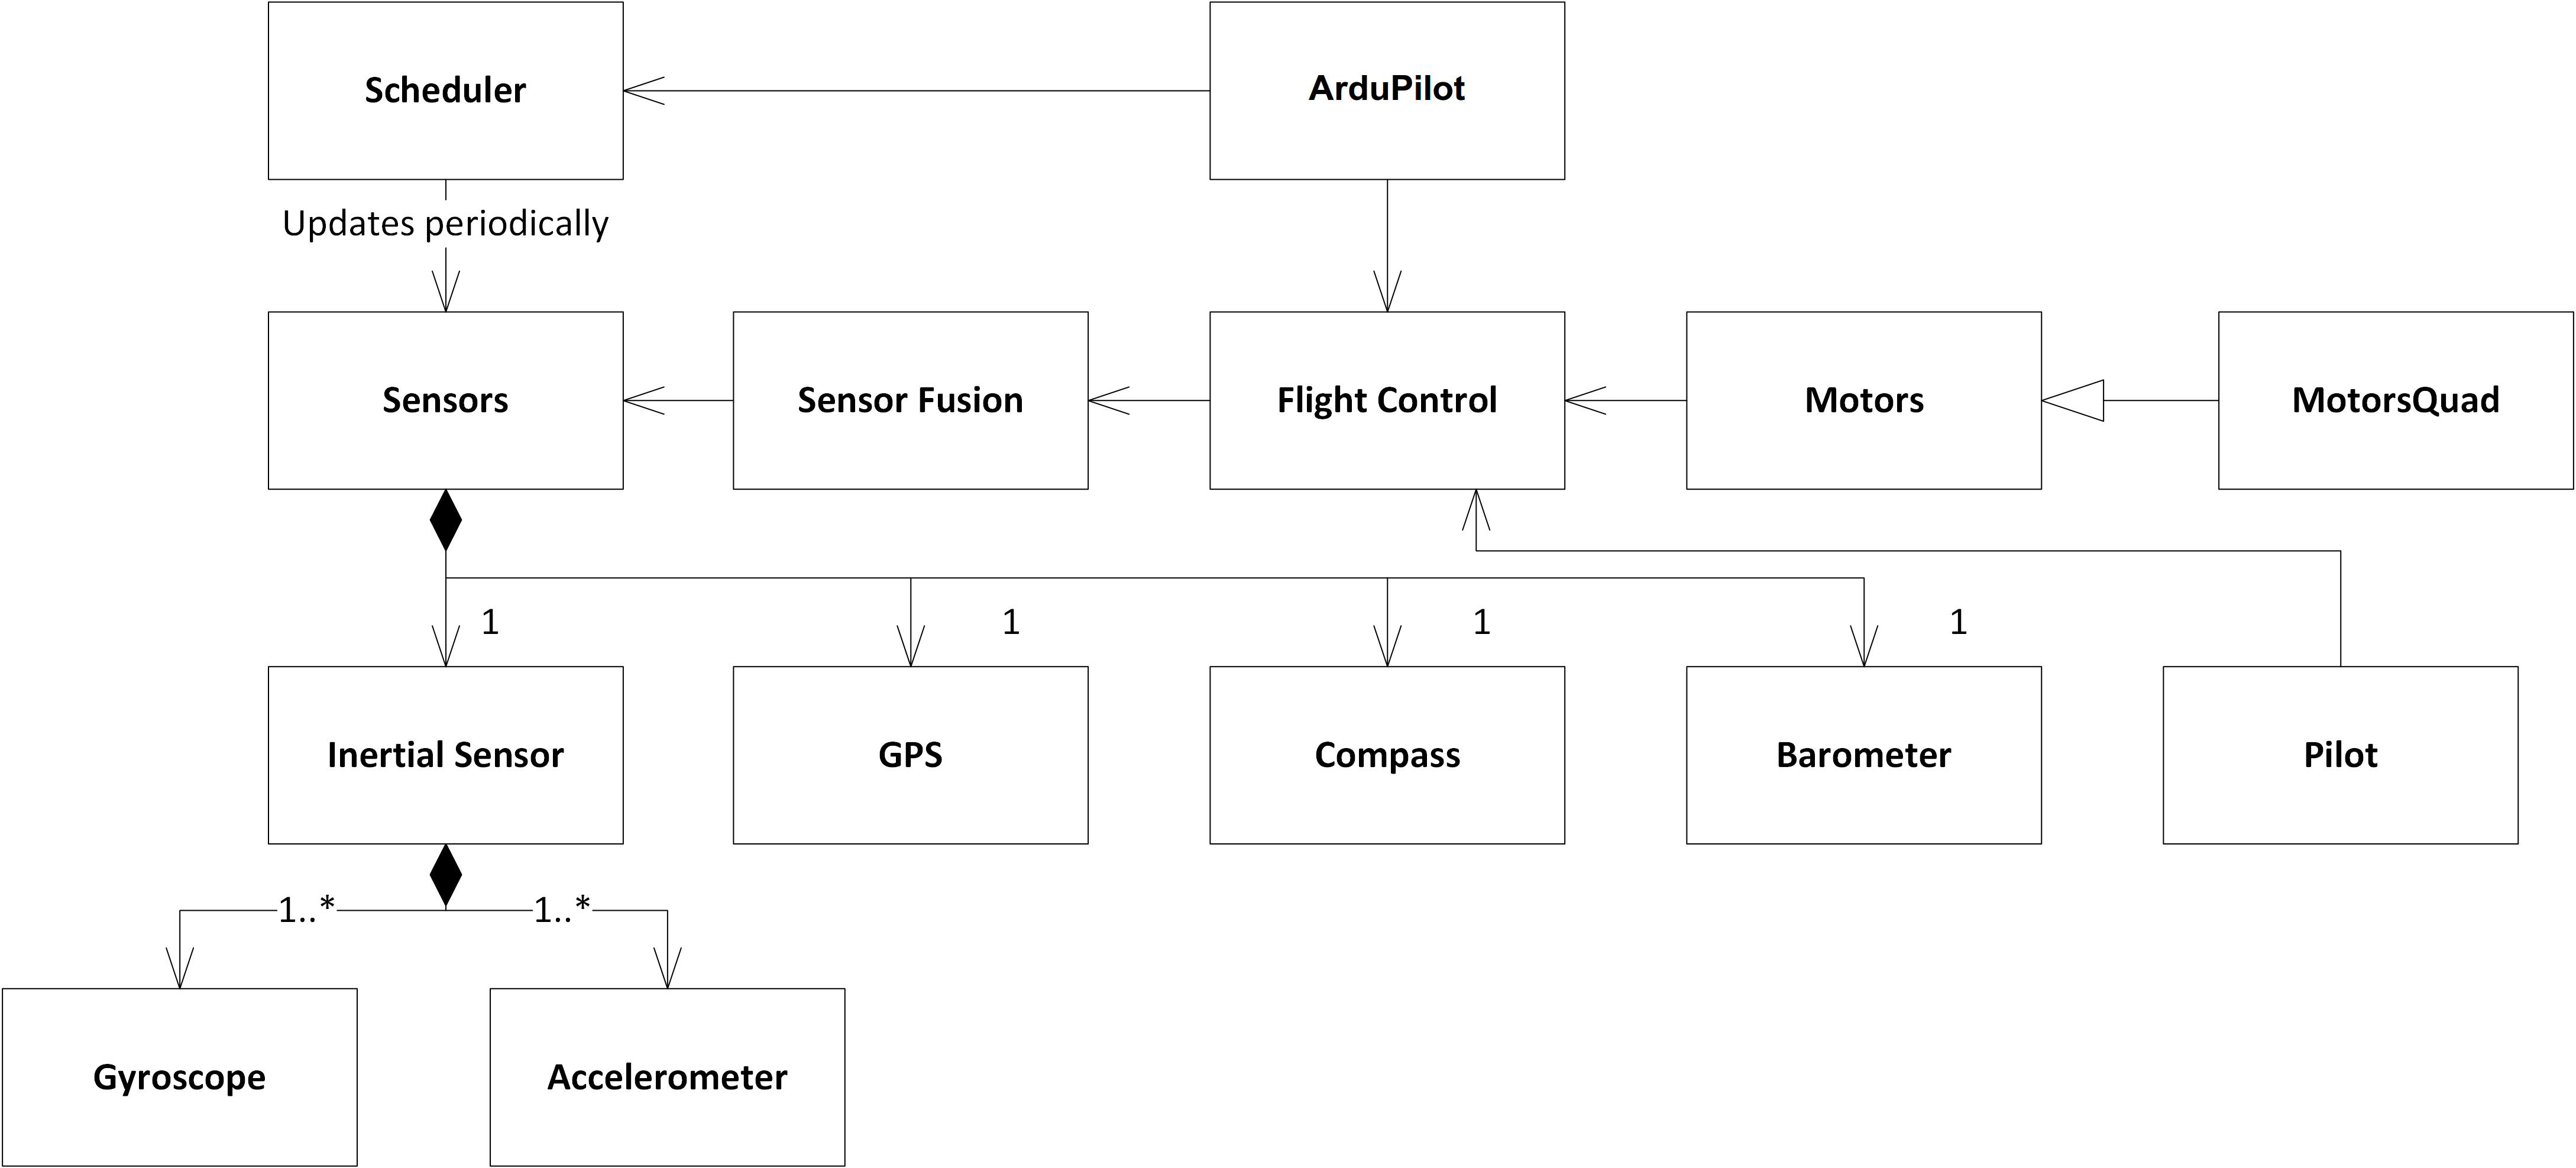 Scheduler
ArduPilot
Updates periodically
Sensors
Sensor Fusion
Flight Control
Motors
MotorsQuad
1
1
1
1
Inertial Sensor
GPS
Compass
Barometer
Pilot
1..*
1..*
Gyroscope
Accelerometer